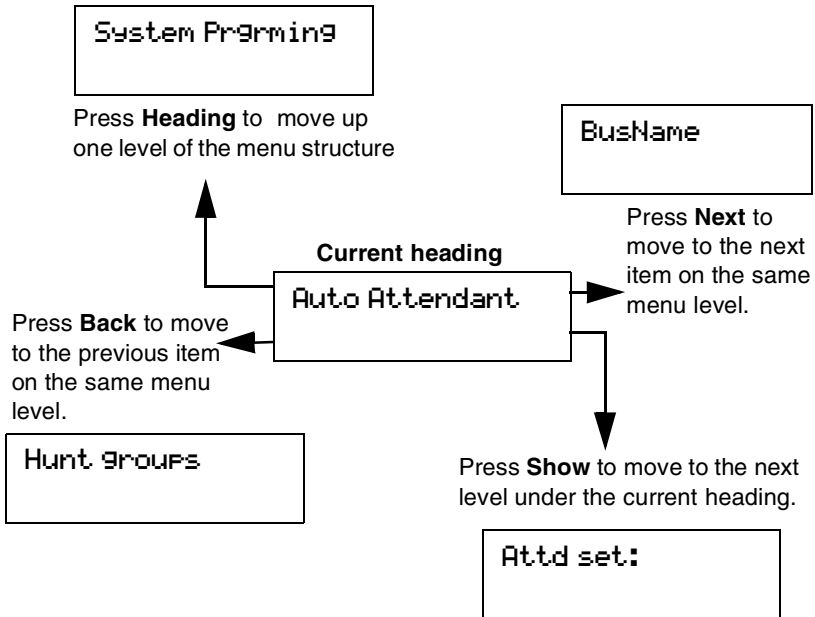 System Prgrming
Press Heading to move up
one level of the menu structure
BusName
Press Next to
move to the next
item on the same
menu level.
Current heading
Auto Attendant
Press Back to move
to the previous item
on the same menu
level.
Hunt groups
Press Show to move to the next
level under the current heading.
Attd set: